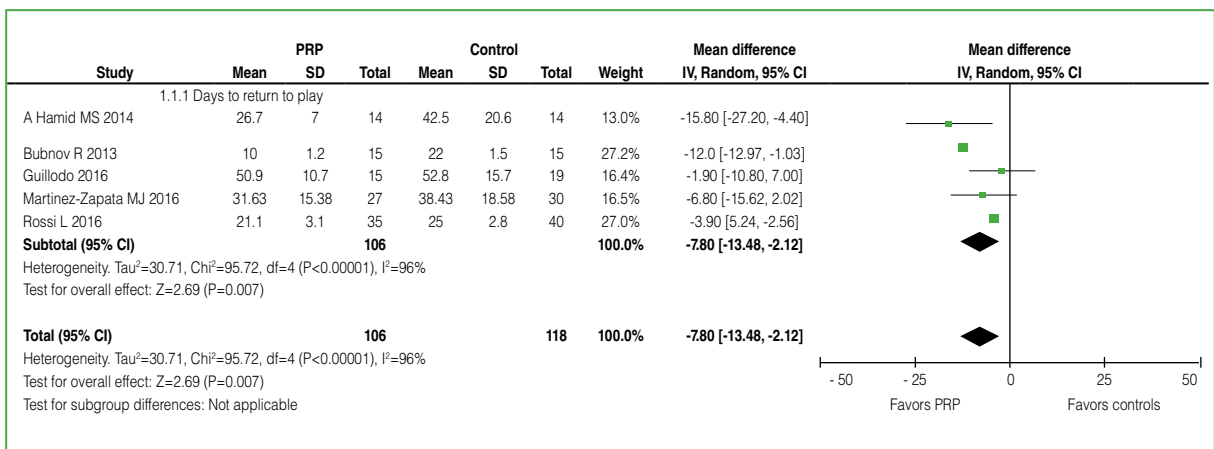 PRP Control Mean difference Mean difference
Study Mean SD Total Mean SD Total Weight IV, Random, 95% CI IV, Random, 95% CI
1.1.1 Days to return to play
A Hamid MS 2014 26.7 7 14 42.5 20.6 14 13.0% -15.80 [-27.20, -4.40]
Bubnov R 2013 10 1.2 15 22 1.5 15 27.2% -12.0 [-12.97, -1.03]
Guillodo 2016 50.9 10.7 15 52.8 15.7 19 16.4% -1.90 [-10.80, 7.00]
Martinez-Zapata MJ 2016 31.63 15.38 27 38.43 18.58 30 16.5% -6.80 [-15.62, 2.02]
Rossi L 2016 21.1 3.1 35 25 2.8 40 27.0% -3.90 [5.24, -2.56]
Subtotal (95% CI) 106 100.0% -7.80 [-13.48, -2.12]
Heterogeneity. Tau²=30.71, Chi²=95.72, df=4 (P<0.00001), I²=96%
Test for overall effect: Z=2.69 (P=0.007)
Total (95% CI) 106 118 100.0% -7.80 [-13.48, -2.12]
Heterogeneity. Tau²=30.71, Chi²=95.72, df=4 (P<0.00001), I²=96%
Test for overall effect: Z=2.69 (P=0.007)
- 50 - 25 0 25 50
Test for subgroup differences: Not applicable
Favors PRP Favors controls